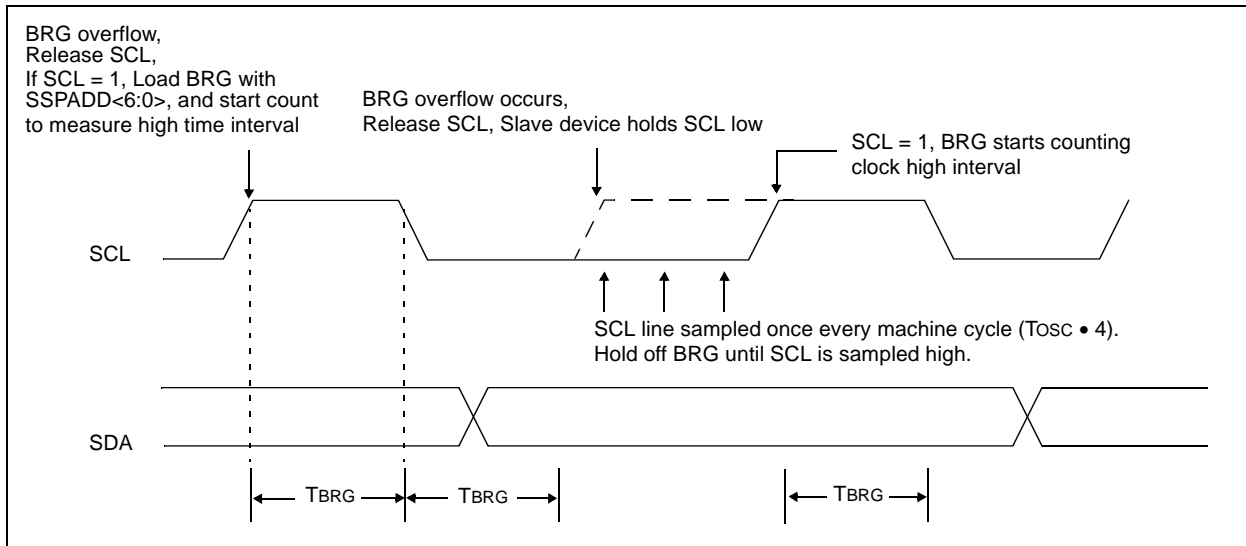 BRG overflow,
Release SCL,
If SCL = 1, Load BRG with
SSPADD<6:0>, and start count
to measure high time interval
BRG overflow occurs,
Release SCL, Slave device holds SCL low
SCL = 1, BRG starts counting
clock high interval
SCL
SCL line sampled once every machine cycle (TOSC • 4).
Hold off BRG until SCL is sampled high.
SDA
TBRG
TBRG
TBRG